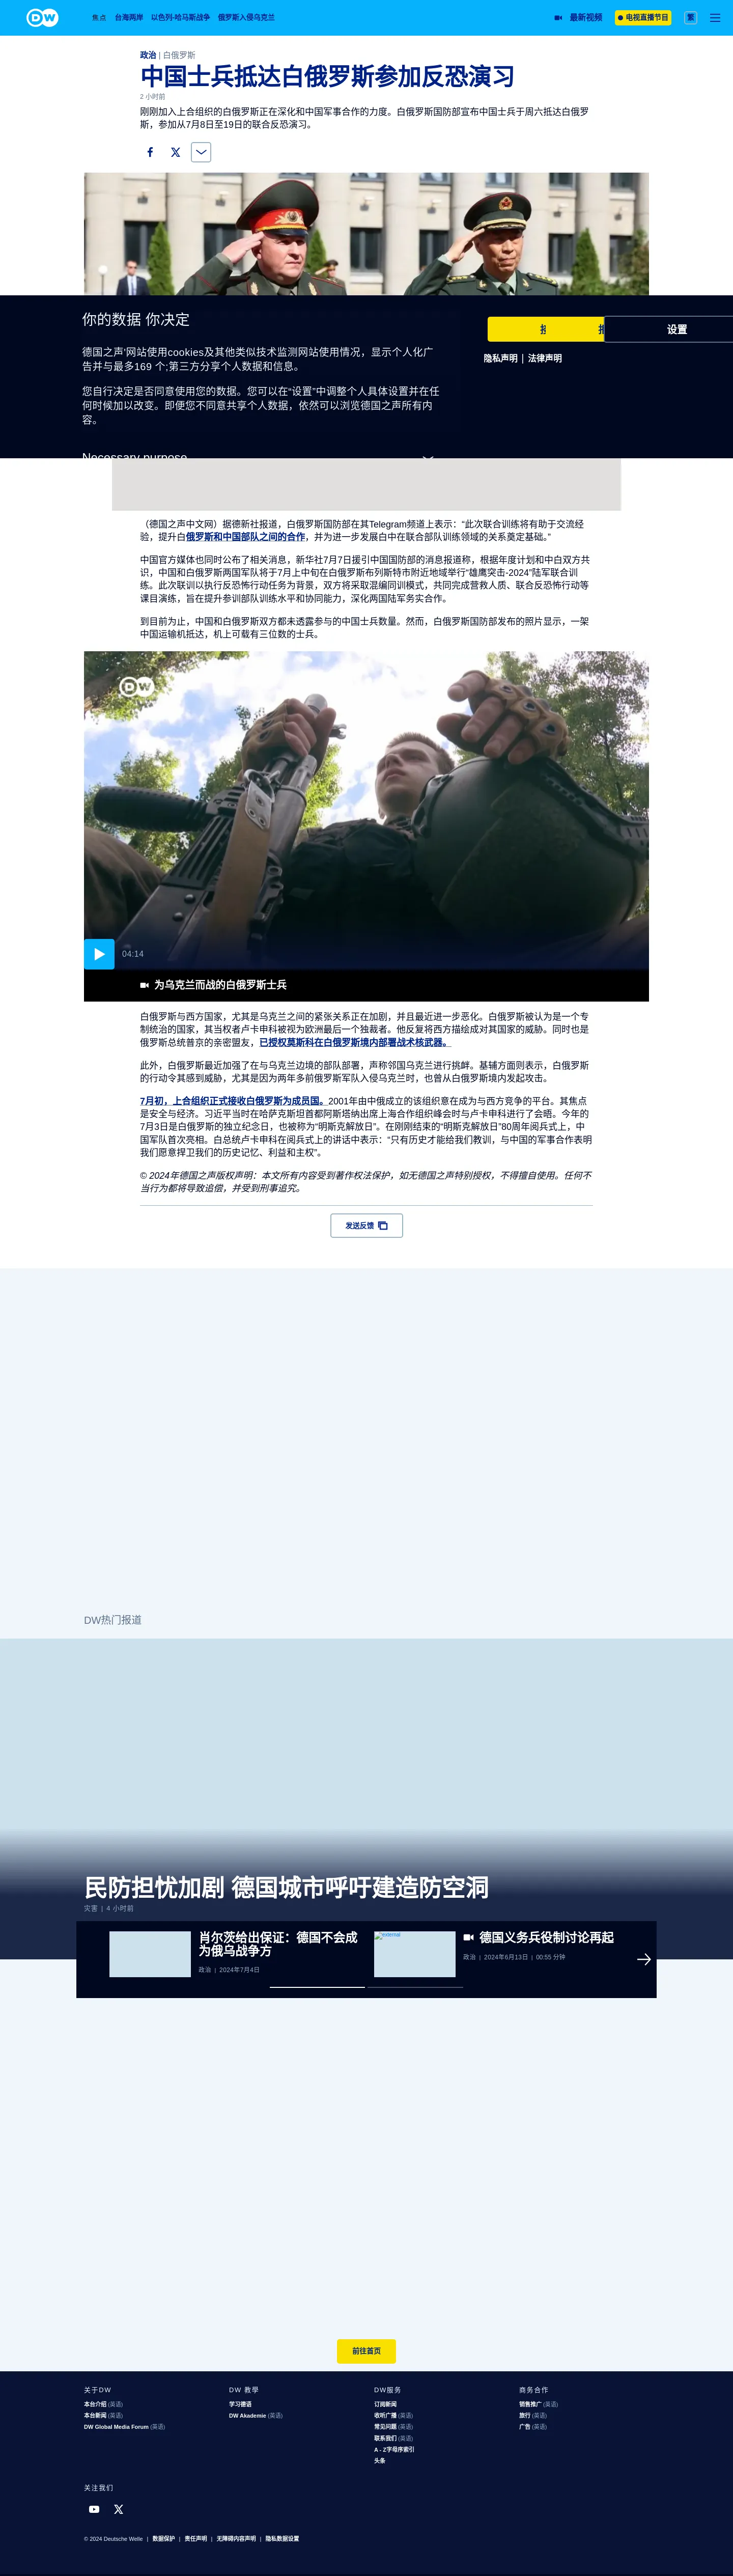 DW 焦点 台海两岸 以色列-哈马斯战争 俄罗斯入侵乌克兰 最新视频 电视直播节目 繁
政治 | 白俄罗斯
中国士兵抵达白俄罗斯参加反恐演习
2 小时前
刚刚加入上合组织的白俄罗斯正在深化和中国军事合作的力度。白俄罗斯国防部宣布中国士兵于周六抵达白俄罗
斯，参加从7月8日至19日的联合反恐演习。
你的数据 你决定
德国之声'网站使用cookies及其他类似技术监测网站使用情况，显示个人化广
告并与最多169 个;第三方分享个人数据和信息。
您自行决定是否同意使用您的数据。您可以在“设置”中调整个人具体设置并在任
何时候加以改变。即便您不同意共享个人数据，依然可以浏览德国之声所有内
容。
Necessary purpose
设置
隐私声明 | 法律声明
（德国之声中文网）据德新社报道，白俄罗斯国防部在其Telegram频道上表示：“此次联合训练将有助于交流经
验，提升白俄罗斯和中国部队之间的合作，并为进一步发展白中在联合部队训练领域的关系奠定基础。”
中国官方媒体也同时公布了相关消息，新华社7月7日援引中国国防部的消息报道称，根据年度计划和中白双方共
识，中国和白俄罗斯两国军队将于7月上中旬在白俄罗斯布列斯特市附近地域举行“雄鹰突击-2024”陆军联合训
练。此次联训以执行反恐怖行动任务为背景，双方将采取混编同训模式，共同完成营救人质、联合反恐怖行动等
课目演练，旨在提升参训部队训练水平和协同能力，深化两国陆军务实合作。
到目前为止，中国和白俄罗斯双方都未透露参与的中国士兵数量。然而，白俄罗斯国防部发布的照片显示，一架
中国运输机抵达，机上可载有三位数的士兵。
DW
04:14
为乌克兰而战的白俄罗斯士兵
白俄罗斯与西方国家，尤其是乌克兰之间的紧张关系正在加剧，并且最近进一步恶化。白俄罗斯被认为是一个专
制统治的国家，其当权者卢卡申科被视为欧洲最后一个独裁者。他反复将西方描绘成对其国家的威胁。同时也是
俄罗斯总统普京的亲密盟友，已授权莫斯科在白俄罗斯境内部署战术核武器。
此外，白俄罗斯最近加强了在与乌克兰边境的部队部署，声称邻国乌克兰进行挑衅。基辅方面则表示，白俄罗斯
的行动令其感到威胁，尤其是因为两年多前俄罗斯军队入侵乌克兰时，也曾从白俄罗斯境内发起攻击。
7月初，上合组织正式接收白俄罗斯为成员国。2001年由中俄成立的该组织意在成为与西方竞争的平台。其焦点
是安全与经济。习近平当时在哈萨克斯坦首都阿斯塔纳出席上海合作组织峰会时与卢卡申科进行了会晤。今年的
7月3日是白俄罗斯的独立纪念日，也被称为“明斯克解放日”。在刚刚结束的“明斯克解放日”80周年阅兵式上，中
国军队首次亮相。白总统卢卡申科在阅兵式上的讲话中表示：“只有历史才能给我们教训，与中国的军事合作表明
我们愿意捍卫我们的历史记忆、利益和主权”。
© 2024年德国之声版权声明：本文所有内容受到著作权法保护，如无德国之声特别授权，不得擅自使用。任何不
当行为都将导致追偿，并受到刑事追究。
发送反馈
DW热门报道
民防担忧加剧 德国城市呼吁建造防空洞
灾害 | 4 小时前
肖尔茨给出保证：德国不会成
为俄乌战争方
政治 | 2024年7月4日
external
德国义务兵役制讨论再起
政治 | 2024年6月13日 | 00:55 分钟
前往首页
关于DW
本台介绍 (英语)
本台新闻 (英语)
DW Global Media Forum (英语)
DW 教學
学习德语
DW Akademie (英语)
DW服务
订阅新闻
收听广播 (英语)
常见问题 (英语)
联系我们 (英语)
A - Z字母序索引
头条
商务合作
销售推广 (英语)
旅行 (英语)
广告 (英语)
关注我们
© 2024 Deutsche Welle | 数据保护 | 责任声明 | 无障碍内容声明 | 隐私数据设置